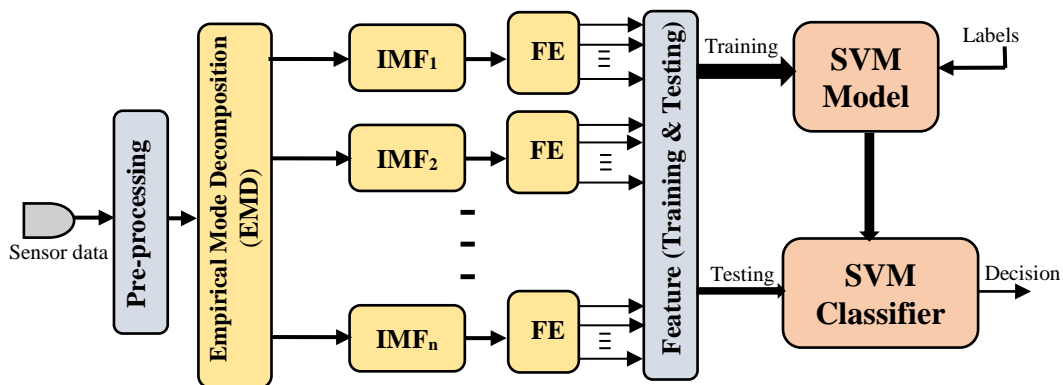 Sensor data
Pre-processing
Empirical Mode Decomposition
(EMD)
IMF1
FE
IMF2
FE
IMFn
FE
Feature (Training & Testing)
Training
SVM
Model
Labels
Testing
SVM
Classifier
Decision